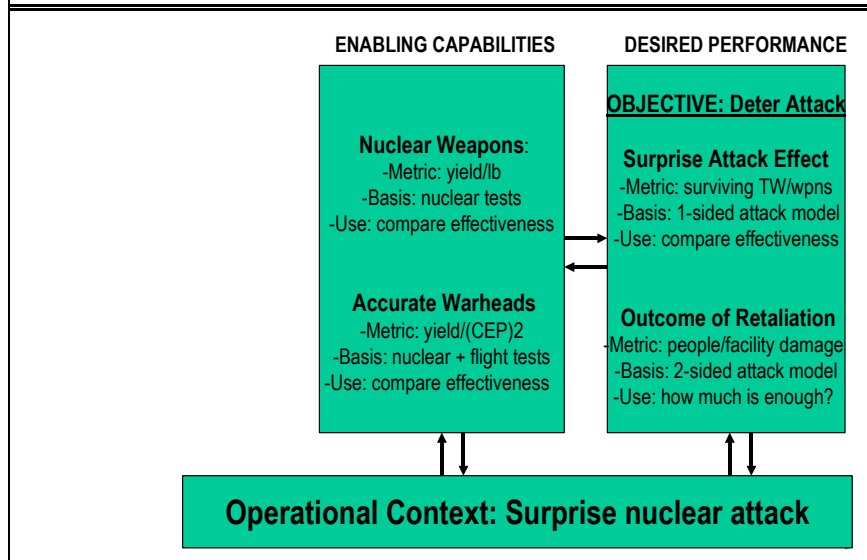 ENABLING CAPABILITIES
Nuclear Weapons:
-Metric: yield/lb
-Basis: nuclear tests
-Use: compare effectiveness
Accurate Warheads
-Metric: yield/(CEP)2
-Basis: nuclear + flight tests
-Use: compare effectiveness
DESIRED PERFORMANCE
OBJECTIVE: Deter Attack
Surprise Attack Effect
-Metric: surviving TW/wpns
-Basis: 1-sided attack model
-Use: compare effectiveness
Outcome of Retaliation
-Metric: people/facility damage
-Basis: 2-sided attack model
-Use: how much is enough?
Operational Context: Surprise nuclear attack